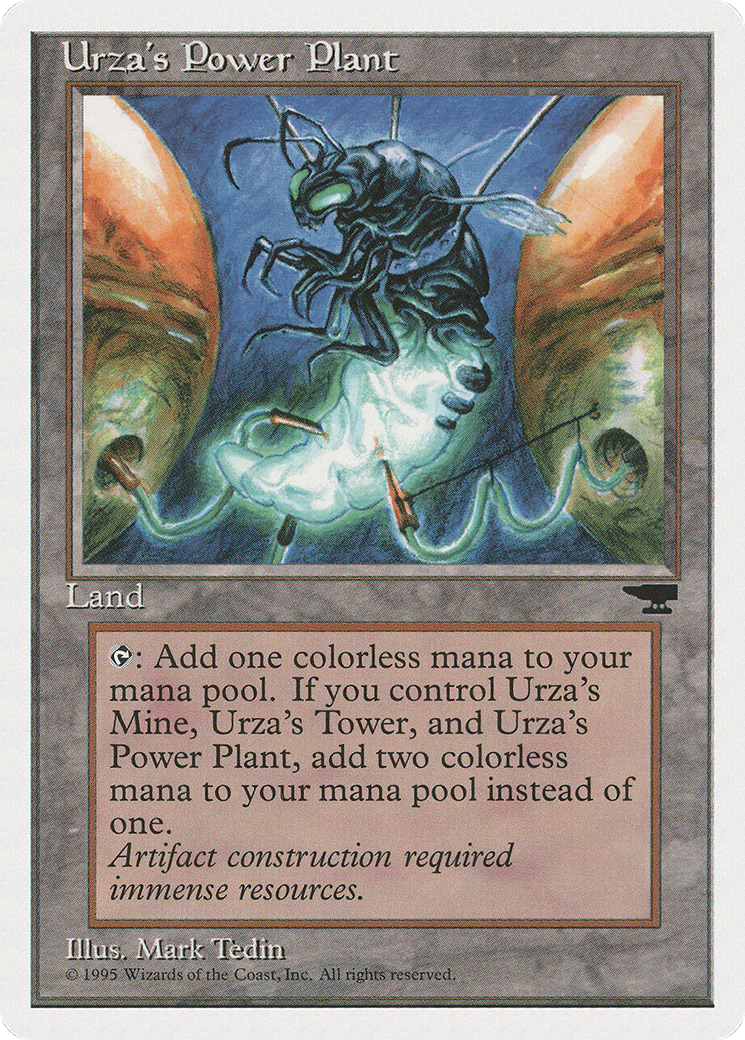 Urza's Power Plant
Land
: Add one colorless mana to your
mana pool. If you control Urza's
Mine, Urza's Tower, and Urza's
Power Plant, add two colorless
mana to your mana pool instead of
one.
Artifact construction required
immense resources.
Illus. Mark Tedin
© 1995 Wizards of the Coast, Inc. All rights reserved.